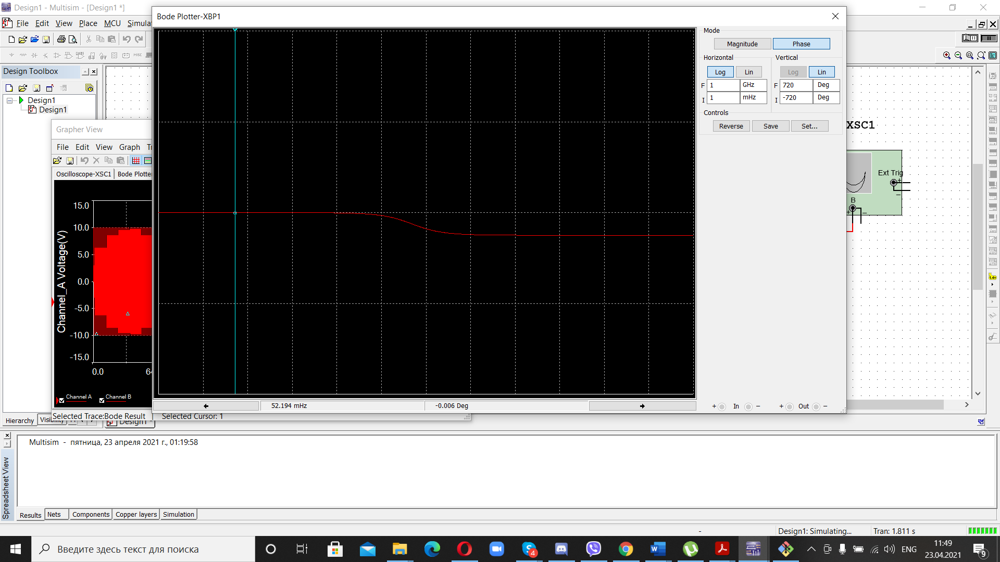 Design1 - Multisim - [Design1 *]
File Edit View Place MCU Simula
Bode Plotter-XBP1
Mode
Magnitude Phase
Horizontal Vertical
Log Lin Log Lin
F 1 GHz F 720 Deg
I 1 mHz I -720 Deg
Controls
Reverse Save Set...
Design Toolbox
Design1
Design1
Grapher View
File Edit View Graph
Oscilloscope-XSC1 Bode Plotte
Channel_A Voltage(V)
15.0
10.0
5.0
0.0
-5.0
-10.0
-15.0
0.0 64
Channel A Channel B
Selected Trace:Bode Result Selected Cursor: 1
52.194 mHz -0.006 Deg
+ In - + Out -
XSC1
Ext Trig
+
-
B
+ -
MISC
1.4v
Hierarchy Visibility Design1 *
Multisim - пятница, 23 апреля 2021 г., 01:19:58
Spreadsheet View
Results Nets Components Copper layers Simulation
- Design1: Simulating... Tran: 1.811 s
Введите здесь текст для поиска
4
ENG
11:49
23.04.2021
9